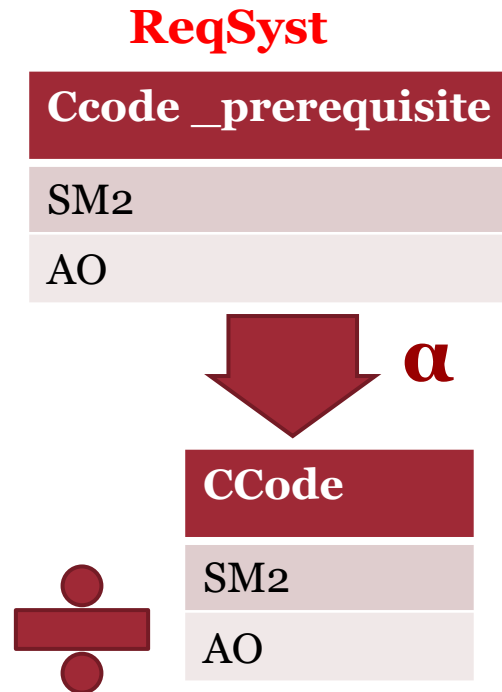 ReqSyst
Ccode _prerequisite
SM2
AO
α
CCode
SM2
AO